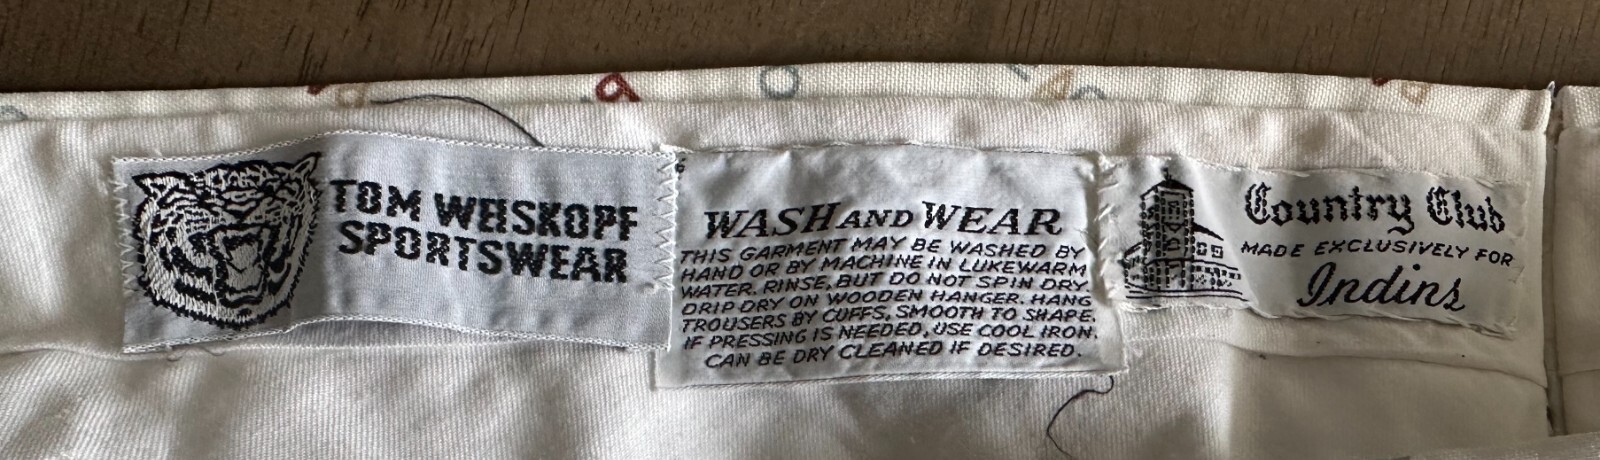 TOM WEISKOPF
SPORTSWEAR
WASH AND WEAR
THIS GARMENT MAY BE WASHED BY
HAND OR BY MACHINE IN LUKEWARM
WATER. RINSE, BUT DO NOT SPIN DRY
DRIP-DRY ON WOODEN HANGER. HANG
TROUSERS BY CUFFS, SMOOTH TO SHAPE.
IF PRESSING IS NEEDED, USE COOL IRON.
CAN BE DRY CLEANED IF DESIRED.
Country Club
MADE EXCLUSIVELY FOR
Indins